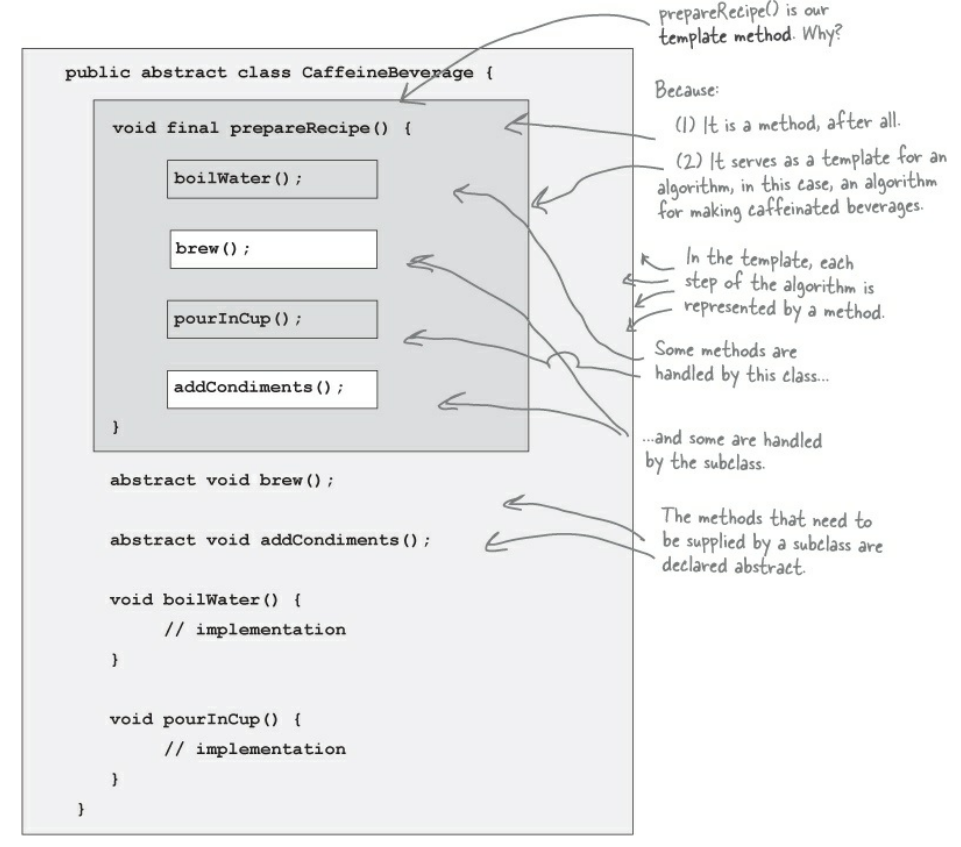 prepareRecipe() is our
template method. Why?
public abstract class CaffeineBeverage {
void final prepareRecipe() {
boilWater();
brew();
pourInCup();
addCondiments();
}
abstract void brew();
abstract void addCondiments();
void boilWater() {
// implementation
}
void pourInCup() {
// implementation
}
}
Because:
(1) It is a method, after all.
(2) It serves as a template for an
algorithm, in this case, an algorithm
for making caffeinated beverages.
In the template, each
step of the algorithm is
represented by a method.
Some methods are
handled by this class...
...and some are handled
by the subclass.
The methods that need to
be supplied by a subclass are
declared abstract.